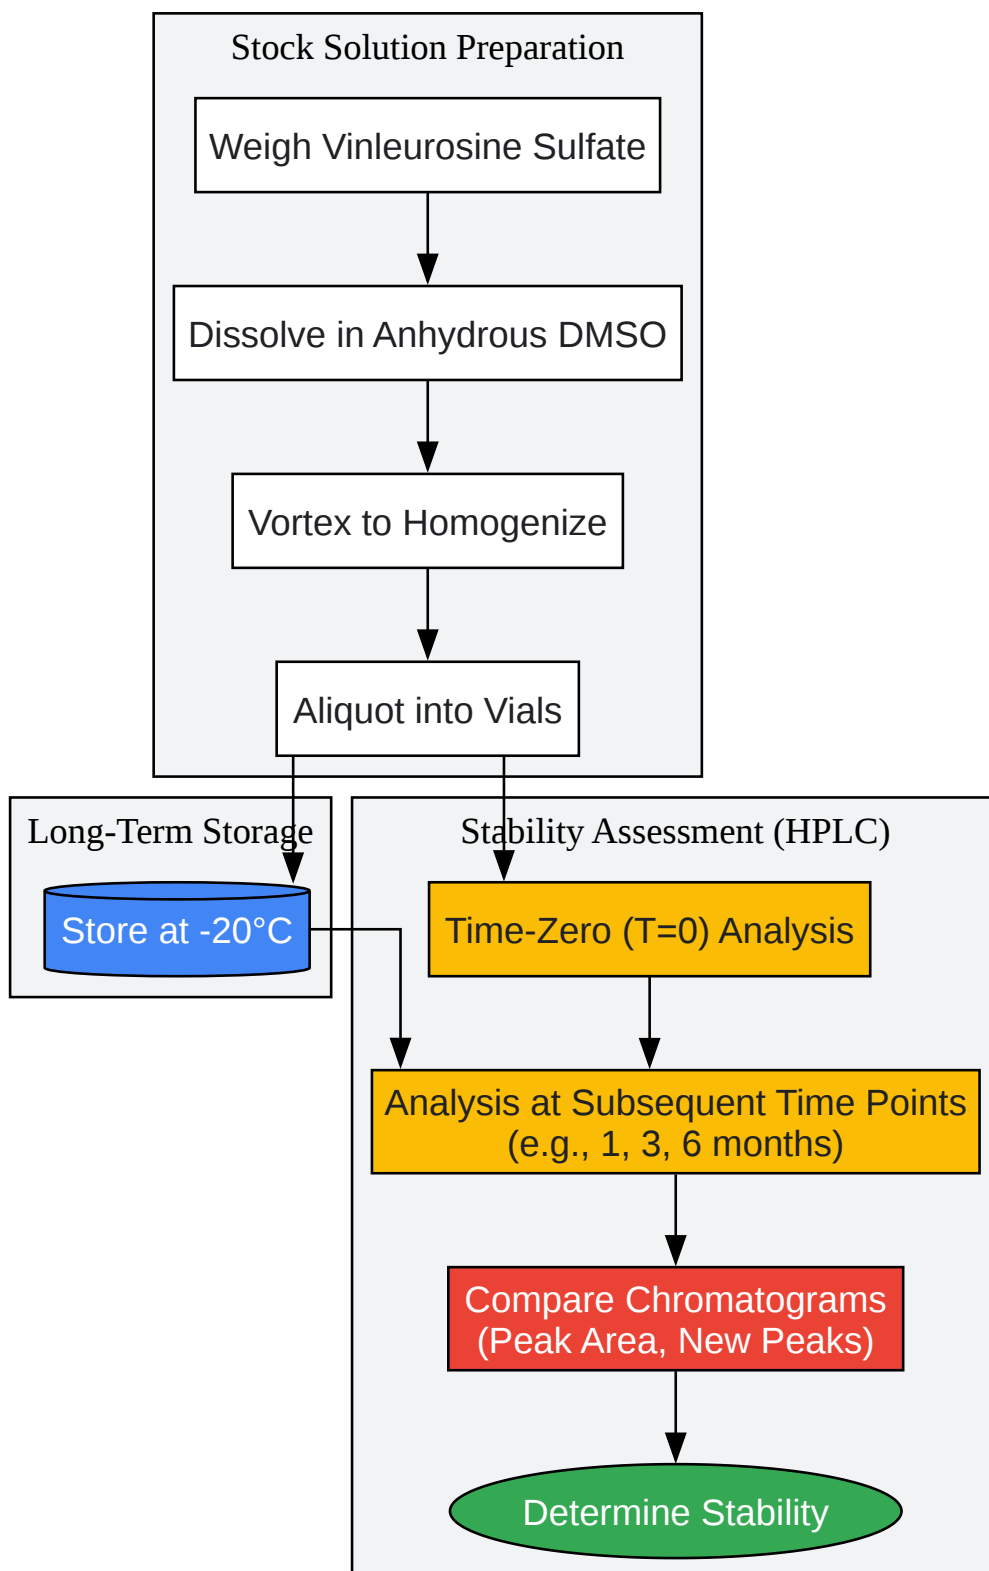 Stock Solution Preparation
Weigh Vinleurosine Sulfate
Dissolve in Anhydrous DMSO
Vortex to Homogenize
Aliquot into Vials
Long-Term Storage
Store at -20°C
Stability Assessment (HPLC)
Time-Zero (T=0) Analysis
Analysis at Subsequent Time Points
(e.g., 1, 3, 6 months)
Compare Chromatograms
(Peak Area, New Peaks)
Determine Stability